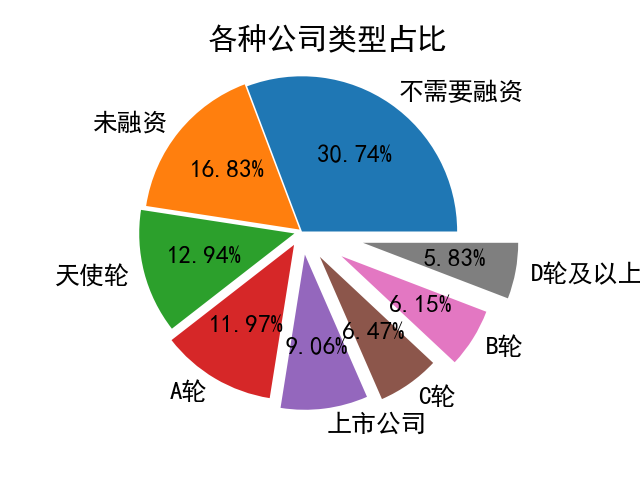 各种公司类型占比
不需要融资
30.74%
未融资
16.83%
天使轮
12.94%
A轮
11.97%
上市公司
9.06%
C轮
6.47%
B轮
6.15%
D轮及以上
5.83%